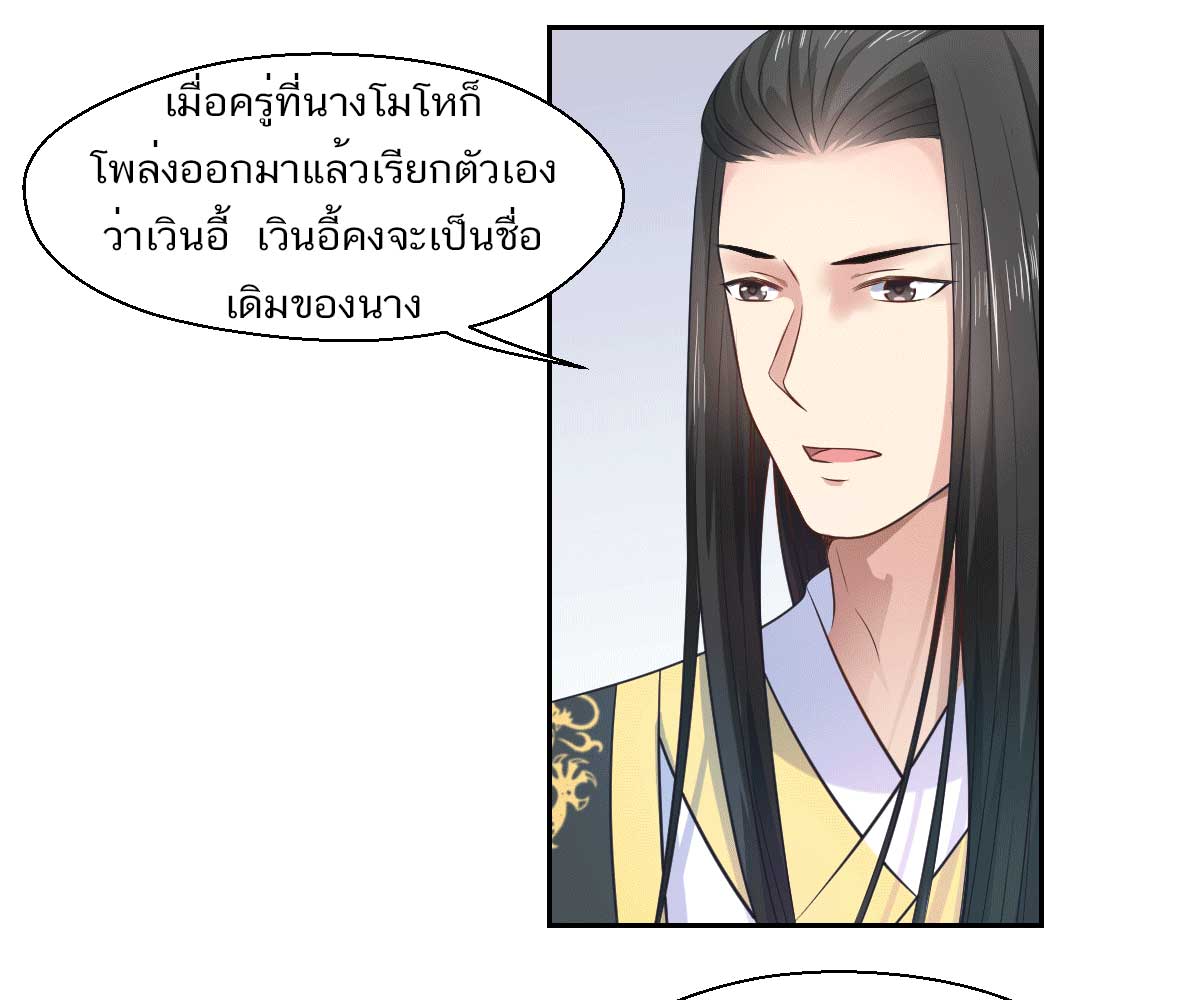 เมื่อครู่ที่นางโมโหก็
โพล่งออกมาแล้วเรียกตัวเอง
ว่าเวินอี้ เวินอี้คงจะเป็นชื่อ
เดิมของนาง